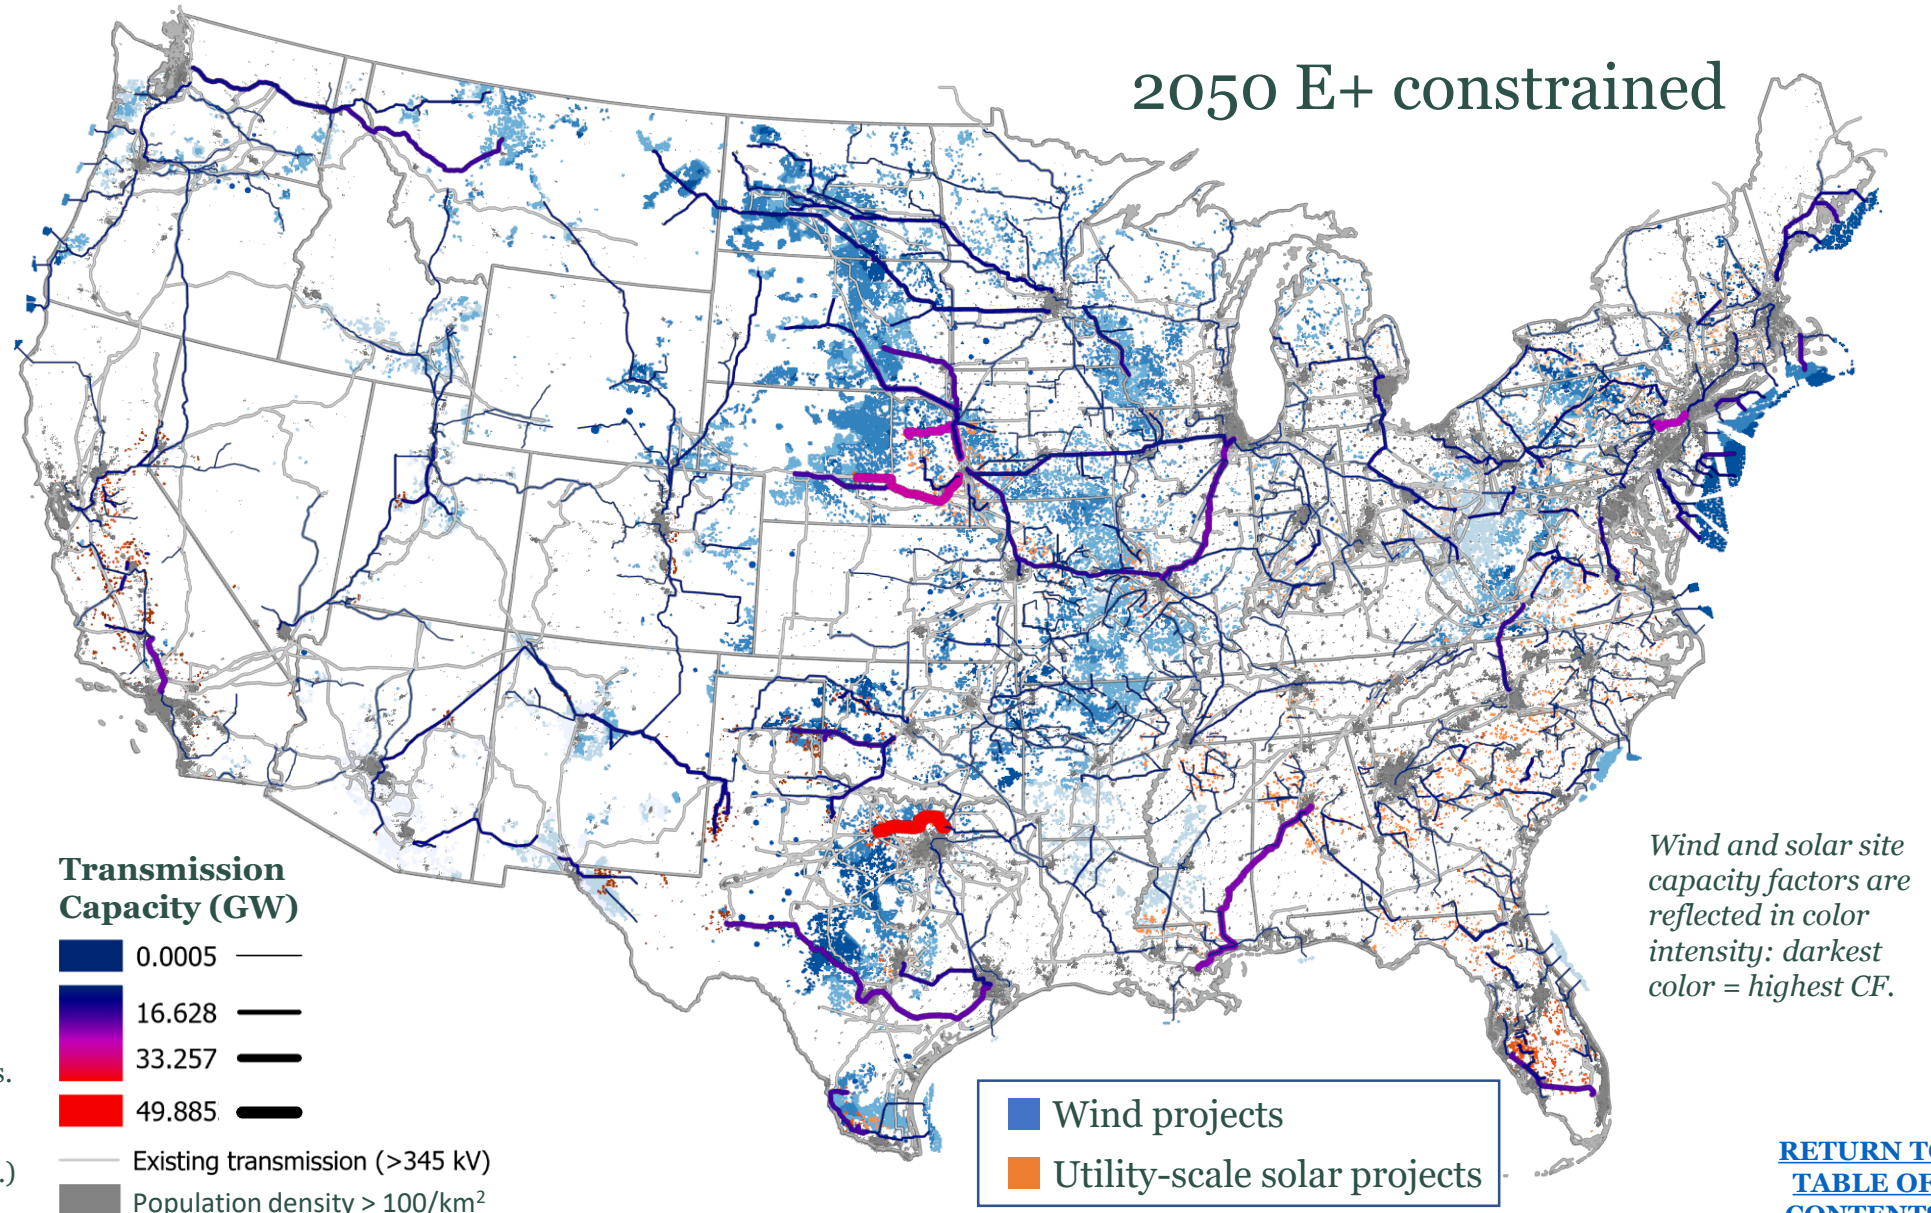 2050 E+ constrained
Transmission
Capacity (GW)
0.0005
16.628
33.257
49.885
Existing transmission (>345 kV)
Population density > 100/km²
s.
.)
Wind projects
Utility-scale solar projects
Wind and solar site
capacity factors are
reflected in color
intensity: darkest
color = highest CF.
RETURN TO
TABLE OF
CONTENTS